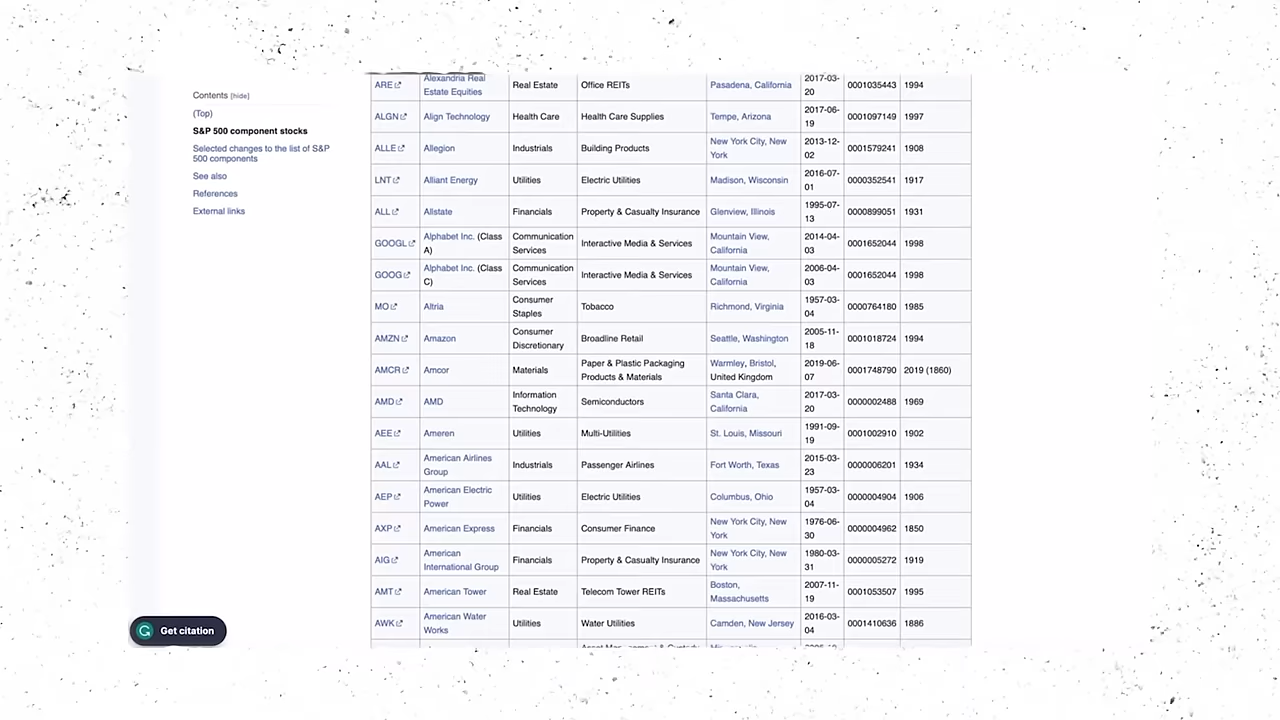 Contents [hide]
(Top)
S&P 500 component stocks
Selected changes to the list of S&P
500 components
See also
References
External links
ARE Alexandria Real Estate Equities Real Estate Office REITs Pasadena, California 2017-03-20 0001035443 1994
ALGN Align Technology Health Care Health Care Supplies Tempe, Arizona 2017-06-19 0001097149 1997
ALLE Allegion Industrials Building Products New York City, New York 2013-12-02 0001579241 1908
LNT Alliant Energy Utilities Electric Utilities Madison, Wisconsin 2016-07-01 0000352541 1917
ALL Allstate Financials Property & Casualty Insurance Glenview, Illinois 1995-07-13 0000899051 1931
GOOGL Alphabet Inc. (Class A) Communication Services Interactive Media & Services Mountain View, California 2014-04-03 0001652044 1998
GOOG Alphabet Inc. (Class C) Communication Services Interactive Media & Services Mountain View, California 2006-04-03 0001652044 1998
MO Altria Consumer Staples Tobacco Richmond, Virginia 1957-03-04 0000764180 1985
AMZN Amazon Consumer Discretionary Broadline Retail Seattle, Washington 2005-11-18 0001018724 1994
AMCR Amcor Materials Paper & Plastic Packaging Products & Materials Warmley, Bristol, United Kingdom 2019-06-07 0001748790 2019 (1860)
AMD AMD Information Technology Semiconductors Santa Clara, California 2017-03-20 0000002488 1969
AEE Ameren Utilities Multi-Utilities St. Louis, Missouri 1991-09-19 0001002910 1902
AAL American Airlines Group Industrials Passenger Airlines Fort Worth, Texas 2015-03-23 0000006201 1934
AEP American Electric Power Utilities Electric Utilities Columbus, Ohio 1957-03-04 0000004904 1906
AXP American Express Financials Consumer Finance New York City, New York 1976-06-30 0000004962 1850
AIG American International Group Financials Property & Casualty Insurance New York City, New York 1980-03-31 0000005272 1919
AMT American Tower Real Estate Telecom Tower REITs Boston, Massachusetts 2007-11-19 0001053507 1995
AWK American Water Works Utilities Water Utilities Camden, New Jersey 2016-03-04 0001410636 1886
Get citation